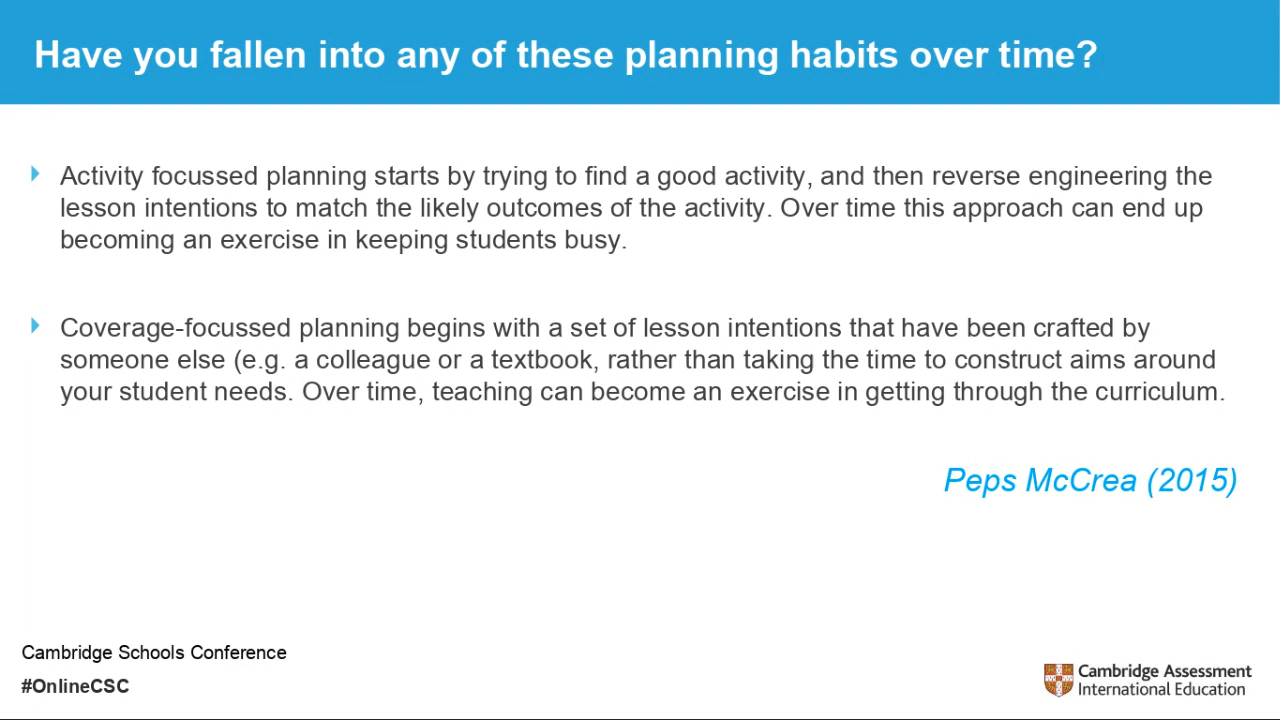 Have you fallen into any of these planning habits over time?
Activity focussed planning starts by trying to find a good activity, and then reverse engineering the
lesson intentions to match the likely outcomes of the activity. Over time this approach can end up
becoming an exercise in keeping students busy.
Coverage-focussed planning begins with a set of lesson intentions that have been crafted by
someone else (e.g. a colleague or a textbook, rather than taking the time to construct aims around
your student needs. Over time, teaching can become an exercise in getting through the curriculum.
Peps McCrea (2015)
Cambridge Schools Conference
#OnlineCSC
Cambridge Assessment
International Education